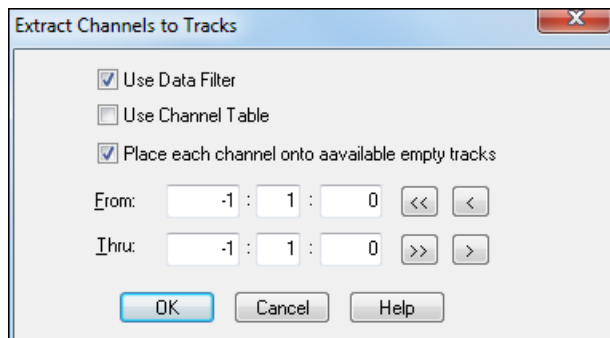 Extract Channels to Tracks
Use Data Filter
Use Channel Table
Place each channel onto aavailable empty tracks
From: -1 : 1 : 0 << <
Thru: -1 : 1 : 0 >> >
OK Cancel Help